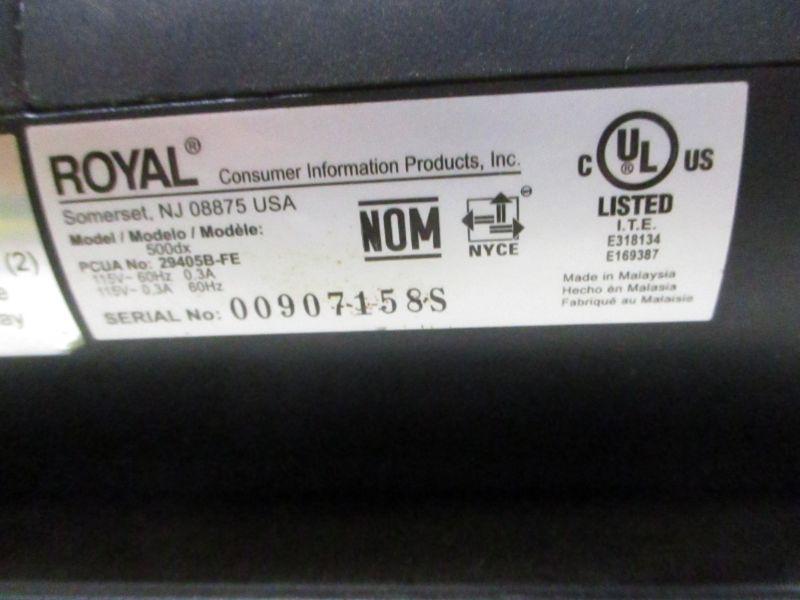 ROYAL® Consumer Information Products, Inc.
Somerset, NJ 08875 USA
Model / Modelo / Modèle:
500dx
PCUA No: 29405B-FE
115V~ 60Hz 0.3A
115V~ 0.3A 60Hz
SERIAL No: 00907158S
NOM
NYCE
C UL® US
LISTED
I.T.E.
E318134
E169387
Made in Malaysia
Hecho én Malasia
Fabriqué au Malaisie
(2)